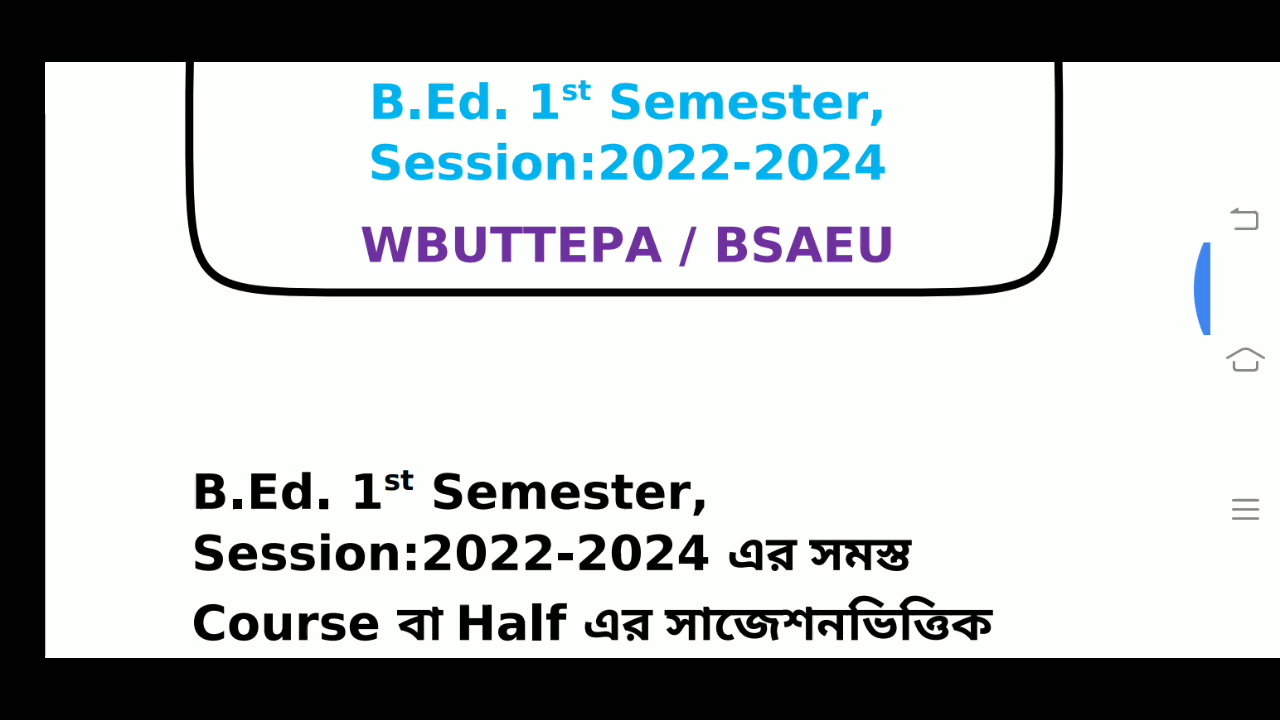 B.Ed. 1st Semester,
Session:2022-2024
WBUTTEPA / BSAEU
B.Ed. 1st Semester,
Session:2022-2024 এর সমস্ত
Course বা Half এর সাজেশনভিত্তিক